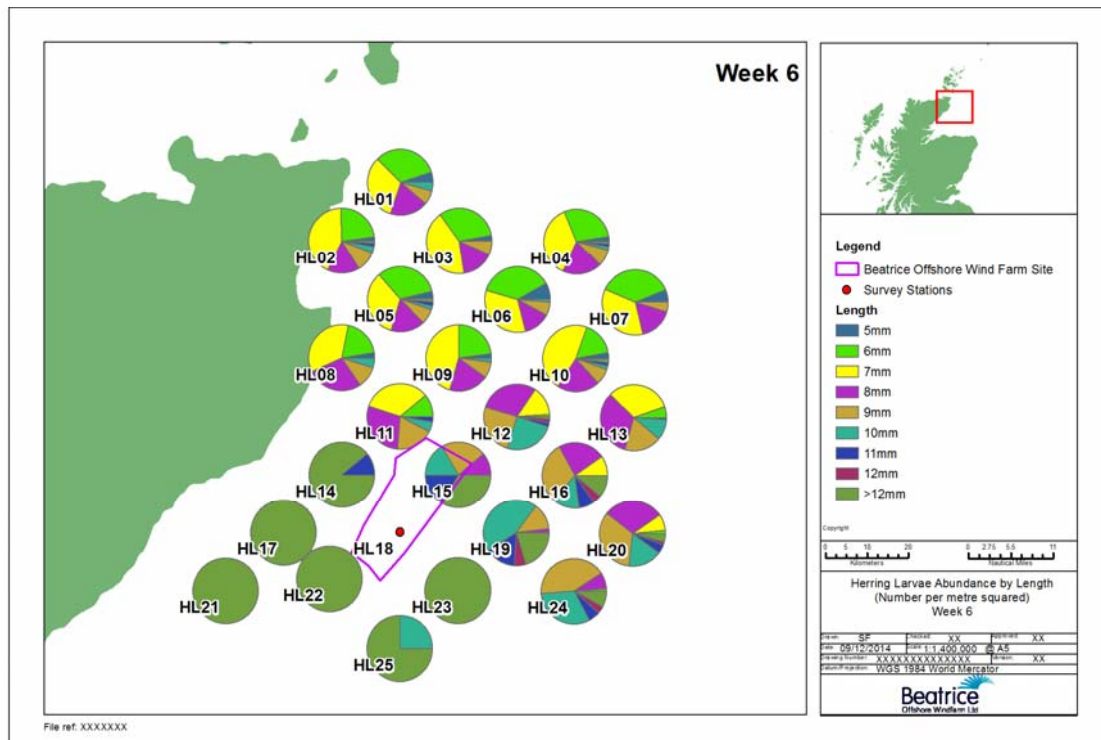 Week 6
HL01
HL02
HL03
HL04
HL05
HL06
HL07
HL08
HL09
HL10
HL11
HL12
HL13
HL14
HL15
HL16
HL17
HL18
HL19
HL20
HL21
HL22
HL23
HL24
HL25
Legend
Beatrice Offshore Wind Farm Site
Survey Stations
Length
5mm
6mm
7mm
8mm
9mm
10mm
11mm
12mm
>12mm
Copyright
0 5 10 20
Kilometers
0 2.75 5.5 11
Nautical Miles
Herring Larvae Abundance by Length
(Number per metre squared)
Week 6
Drawn: SF Checked: XX Approved: XX
Date: 09/12/2014 Scale: 1:1,400,000 @ A5
Drawing Number: XXXXXXXXXXXXXX XX
Datum/Projection: WGS 1984 World Mercator
Beatrice
Offshore Windfarm Ltd
File ref: XXXXXXX